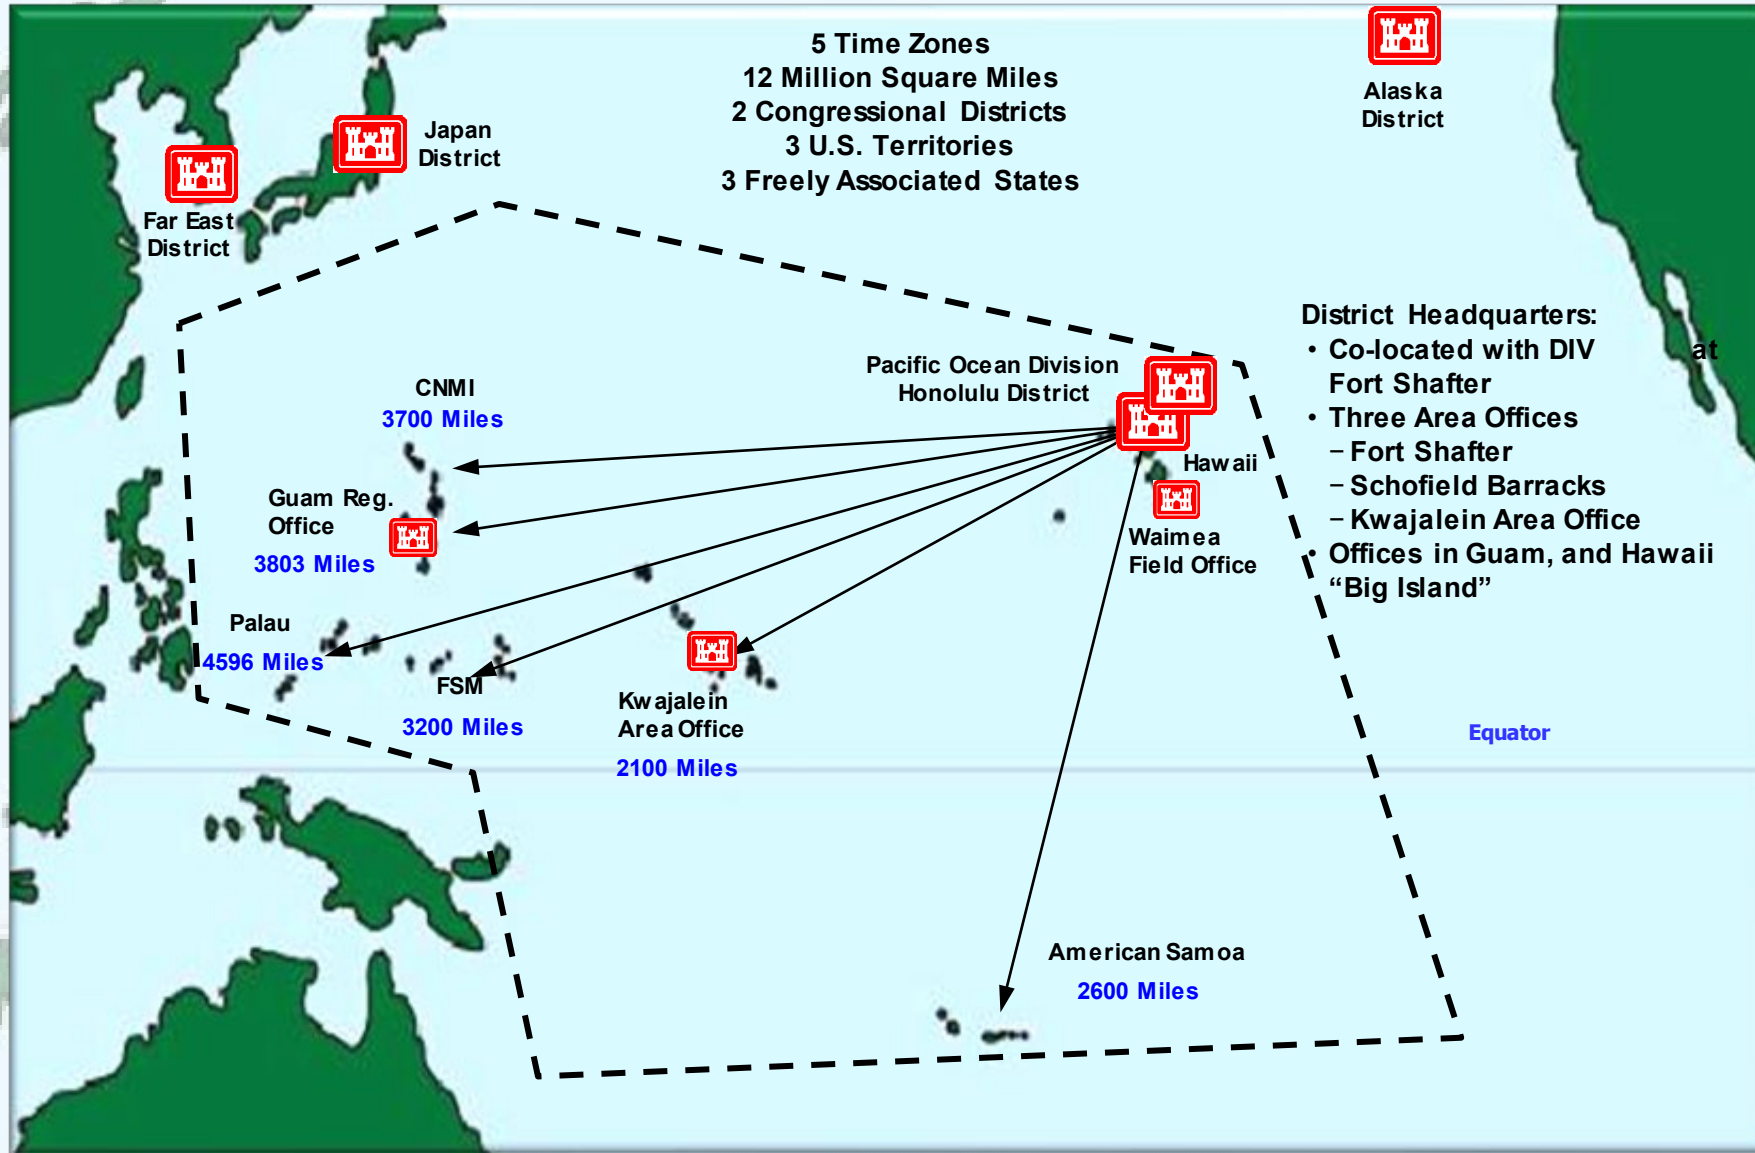 5 Time Zones
12 Million Square Miles
2 Congressional Districts
3 U.S. Territories
3 Freely Associated States
Alaska
District
Japan
District
Far East
District
District Headquarters:
• Co-located with DIV at
Fort Shafter
• Three Area Offices
– Fort Shafter
– Schofield Barracks
– Kwajalein Area Office
• Offices in Guam, and Hawaii
“Big Island”
Pacific Ocean Division
Honolulu District
Hawaii
Waimea
Field Office
CNMI
3700 Miles
Guam Reg.
Office
3803 Miles
Palau
4596 Miles
FSM
3200 Miles
Kwajalein
Area Office
2100 Miles
Equator
American Samoa
2600 Miles